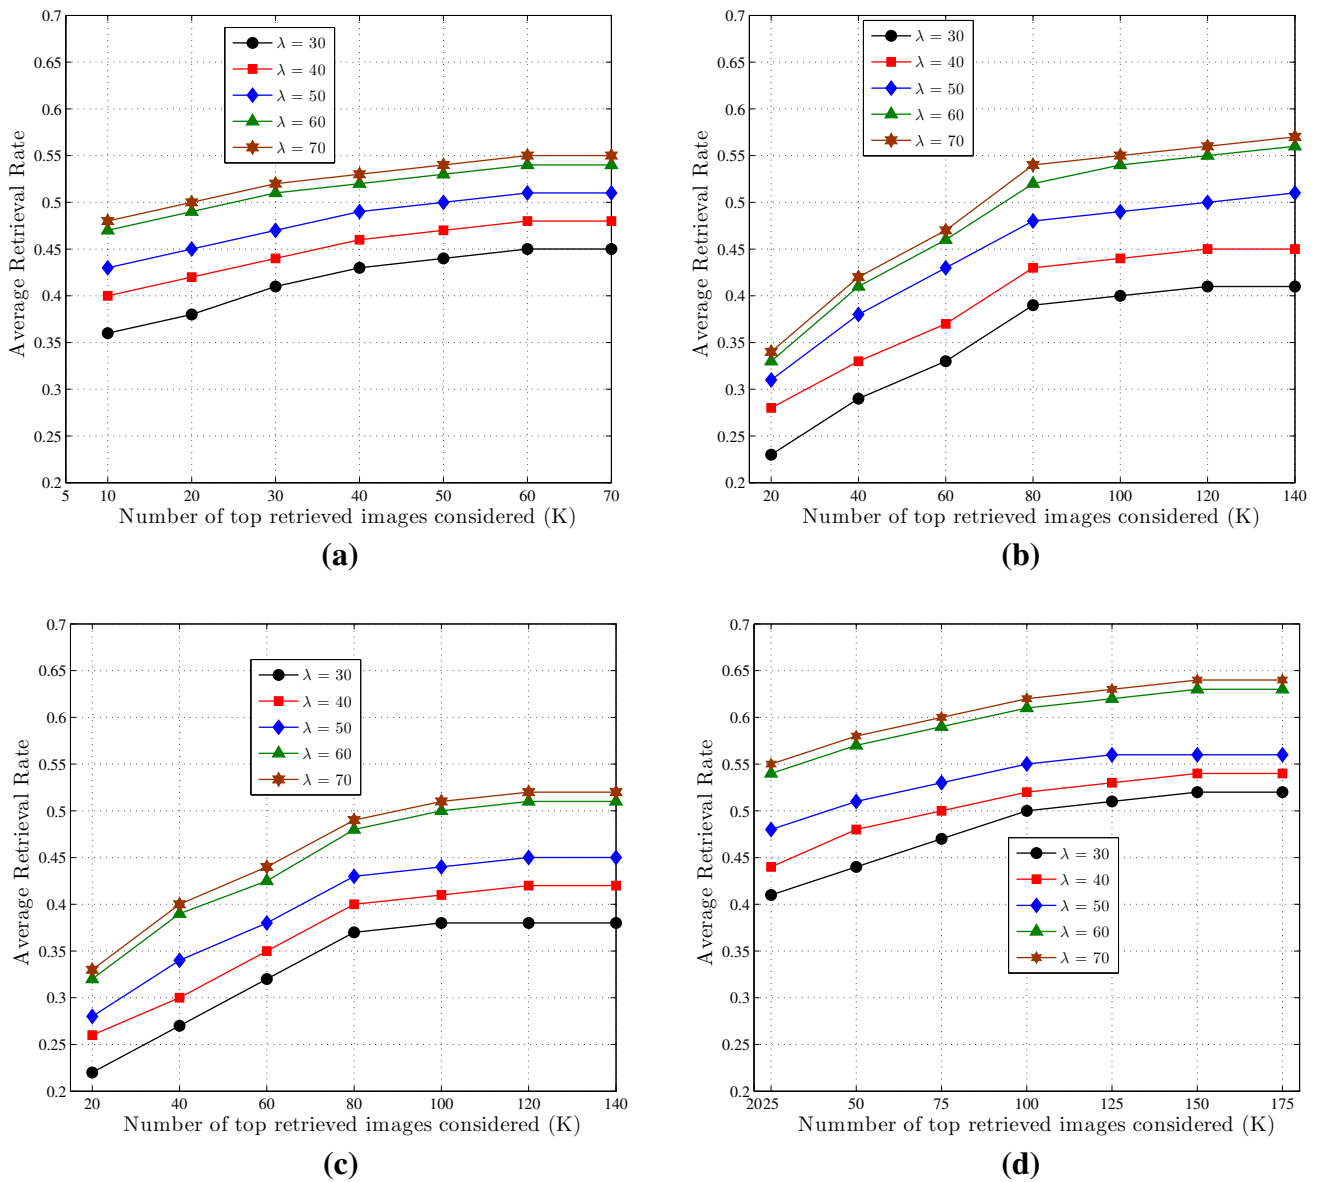 0.7
0.65
0.6
0.55
0.5
0.45
0.4
0.35
0.3
0.25
0.2
Average Retrieval Rate
λ = 30
λ = 40
λ = 50
λ = 60
λ = 70
5 10 20 30 40 50 60 70
Number of top retrieved images considered (K)
(a)
0.7
0.65
0.6
0.55
0.5
0.45
0.4
0.35
0.3
0.25
0.2
Average Retrieval Rate
λ = 30
λ = 40
λ = 50
λ = 60
λ = 70
20 40 60 80 100 120 140
Number of top retrieved images considered (K)
(b)
0.7
0.65
0.6
0.55
0.5
0.45
0.4
0.35
0.3
0.25
0.2
Average Retrieval Rate
λ = 30
λ = 40
λ = 50
λ = 60
λ = 70
20 40 60 80 100 120 140
Number of top retrieved images considered (K)
(c)
0.7
0.65
0.6
0.55
0.5
0.45
0.4
0.35
0.3
0.25
0.2
Average Retrieval Rate
λ = 30
λ = 40
λ = 50
λ = 60
λ = 70
20 25 50 75 100 125 150 175
Nummber of top retrieved images considered (K)
(d)